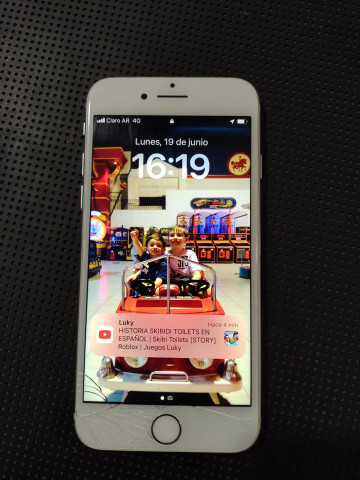 Claro AR 4G
Lunes, 19 de junio
16:19
Luky
Hace 4 min
HISTORIA SKIBIDI TOILETS EN
ESPAÑOL | Skibi Toilets [STORY]
Roblox | Juegos Luky